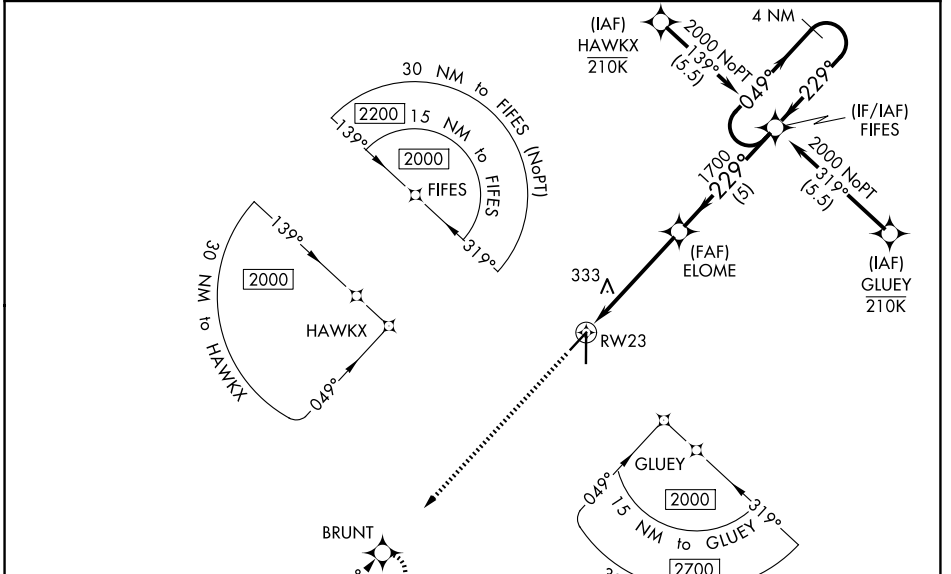 (IAF)
HAWKX
210K
2000 NoPT
139°
(5.5)
4 NM
049°
229°
(IF/IAF)
FIFES
2000 NoPT
319°
(5.5)
(IAF)
GLUEY
210K
1700
229°
(5)
(FAF)
ELOME
333
RW23
30 NM to FIFES (NoPT)
2200
15 NM to FIFES
139°
2000
FIFES
319°
139°
2000
30 NM to HAWKX
HAWKX
049°
GLUEY
049°
2000
319°
15 NM to GLUEY
2700
BRUNT